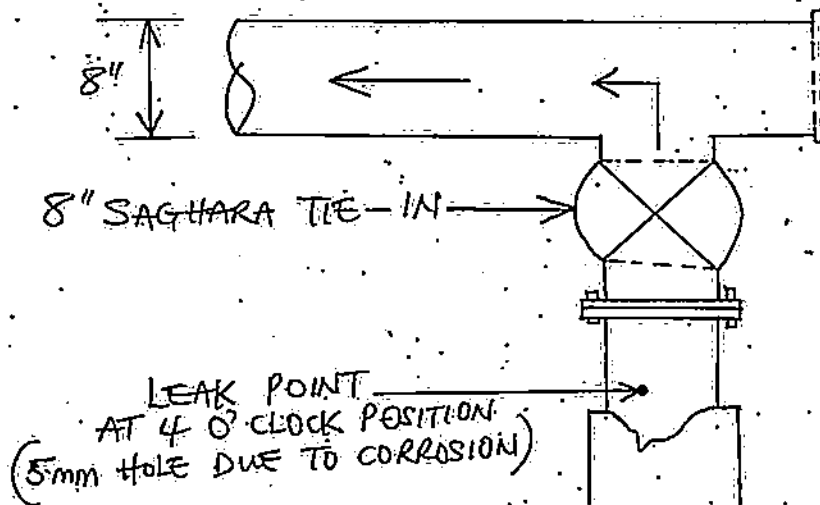 8"
8" SAGHARA TIE-IN
LEAK POINT
AT 4 O'CLOCK POSITION
(5mm HOLE DUE TO CORROSION)